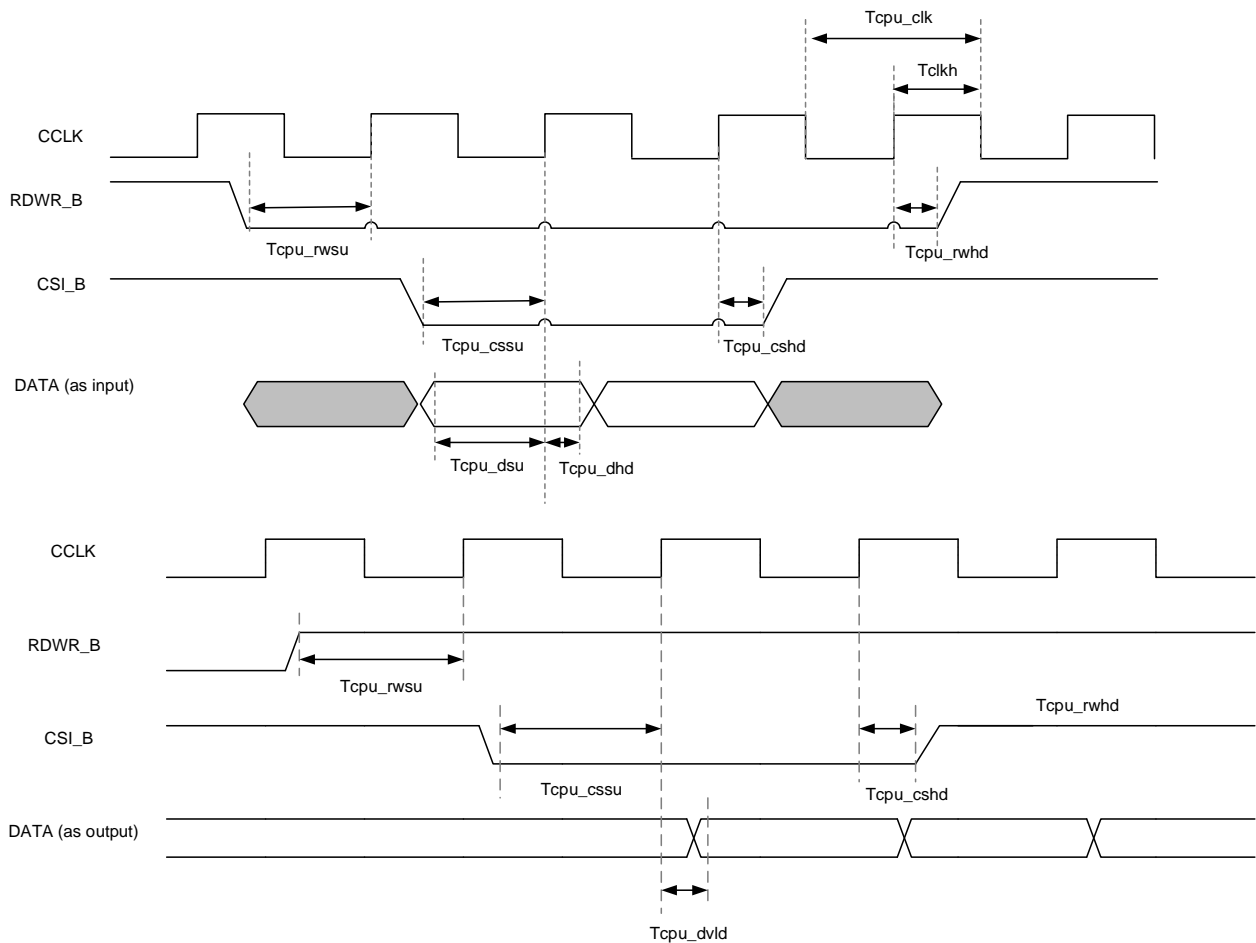 Tcpu_clk
Tclkh
CCLK
RDWR_B
Tcpu_rwsu
Tcpu_rwhd
CSI_B
Tcpu_cssu
Tcpu_cshd
DATA (as input)
Tcpu_dsu
Tcpu_dhd
CCLK
RDWR_B
Tcpu_rwsu
Tcpu_rwhd
CSI_B
Tcpu_cssu
Tcpu_cshd
DATA (as output)
Tcpu_dvld